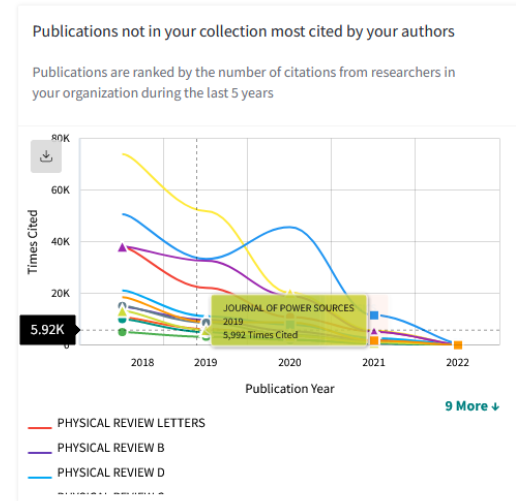 Publications not in your collection most cited by your authors
Publications are ranked by the number of citations from researchers in
your organization during the last 5 years
80K
60K
40K
20K
0
Times Cited
5.92K
JOURNAL OF POWER SOURCES
2019
5,992 Times Cited
2018 2019 2020 2021 2022
Publication Year
9 More ↓
PHYSICAL REVIEW LETTERS
PHYSICAL REVIEW B
PHYSICAL REVIEW D